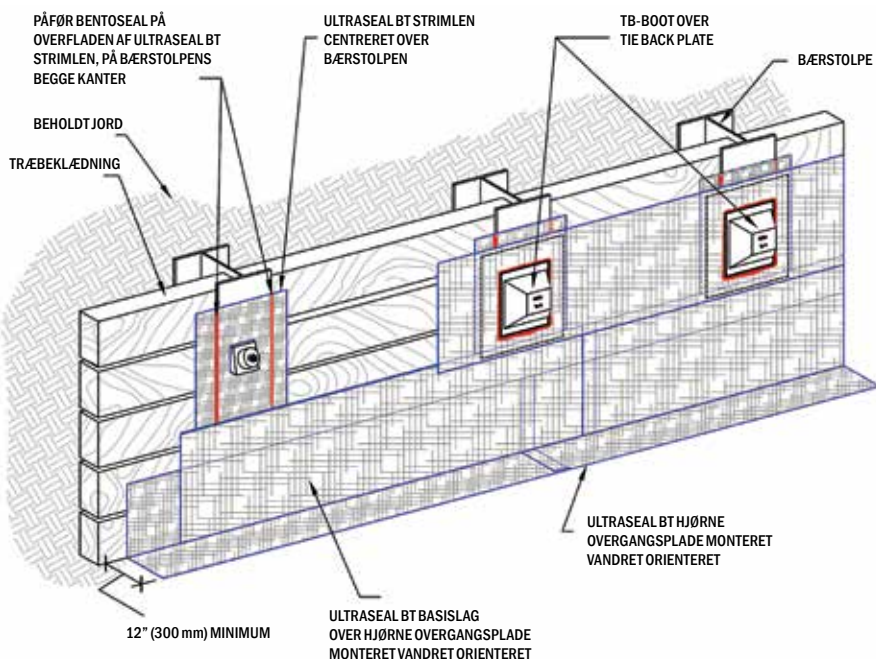 PÅFØR BENTOSEAL PÅ
OVERFLADEN AF ULTRASEAL BT
STRIMLEN, PÅ BÆRSTOLPENS
BEGGE KANTER
ULTRASEAL BT STRIMLEN
CENTRERET OVER
BÆRSTOLPEN
TB-BOOT OVER
TIE BACK PLATE
BÆRSTOLPE
BEHOLDT JORD
TRÆBEKLÆDNING
ULTRASEAL BT HJØRNE
OVERGANGSPLADE MONTERET
VANDRET ORIENTERET
12" (300 mm) MINIMUM
ULTRASEAL BT BASISLAG
OVER HJØRNE OVERGANGSPLADE
MONTERET VANDRET ORIENTERET